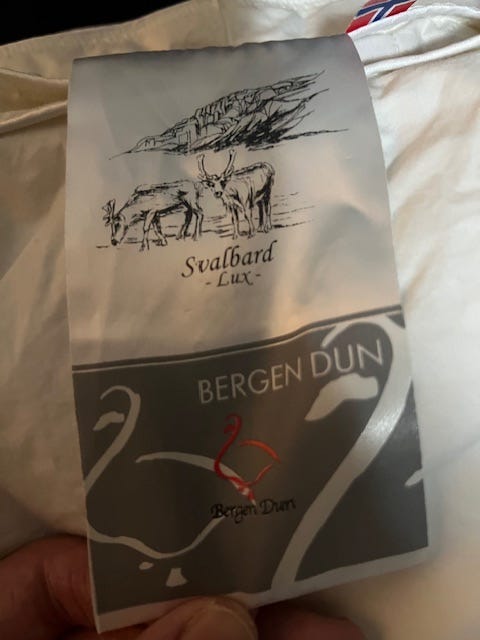 Svalbard
- Lux -
BERGEN DUN
Bergen Dun